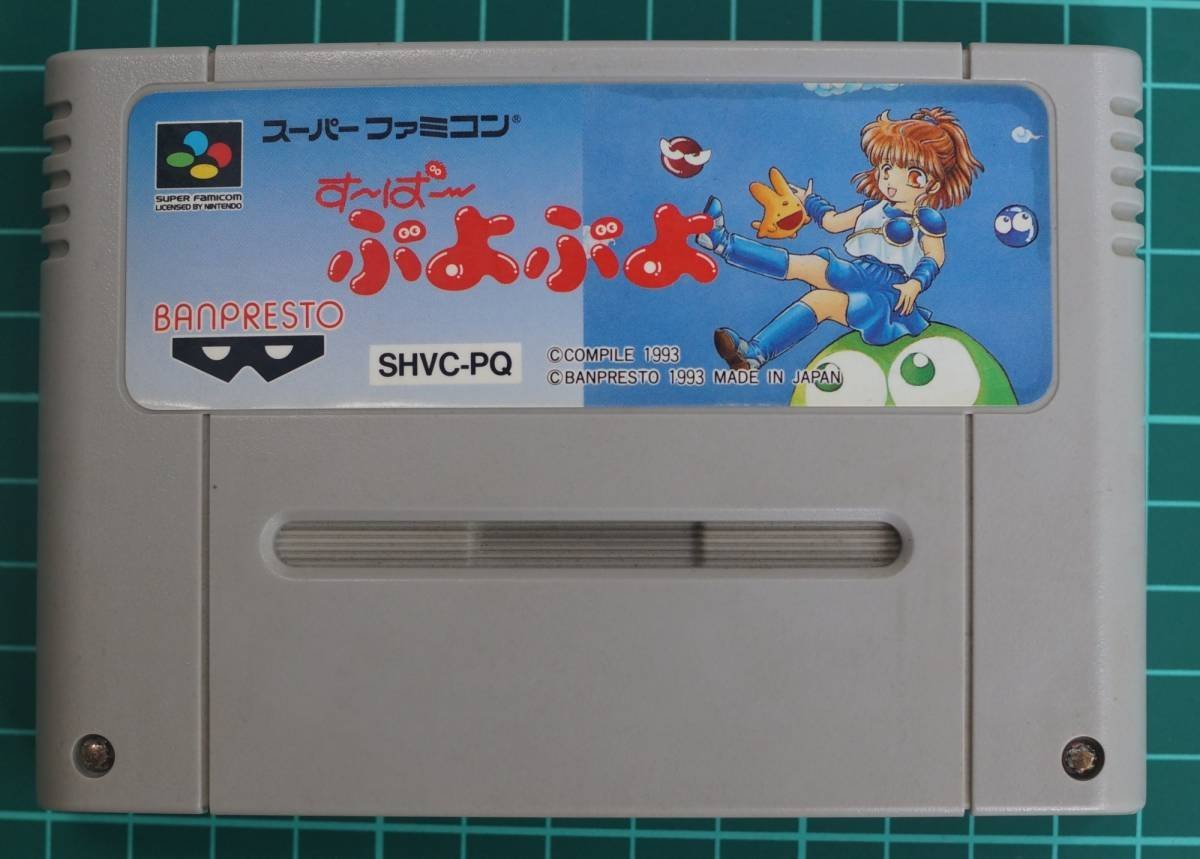 スーパーファミコン®
SUPER FAMICOM
LICENSED BY NINTENDO
す〜ぱ〜
ぷよぷよ
BANPRESTO
SHVC-PQ
©COMPILE 1993
©BANPRESTO 1993 MADE IN JAPAN